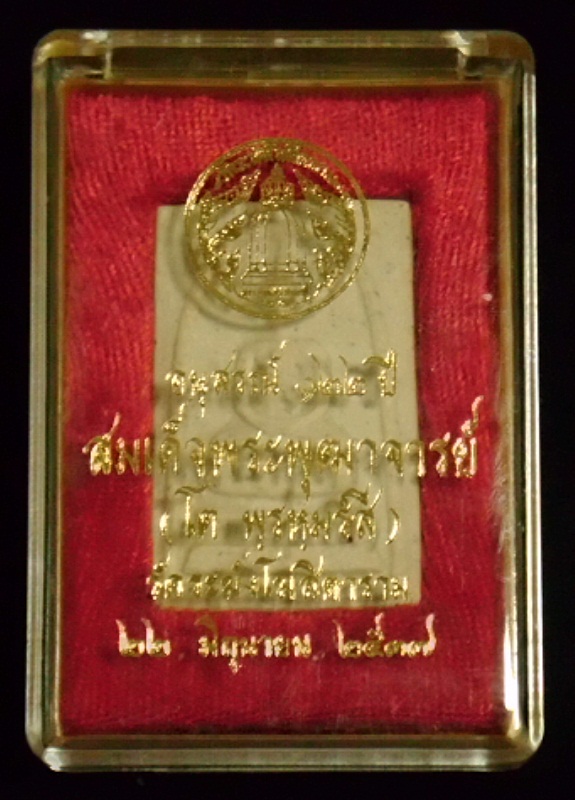 อนุสรณ์ ๑๒๒ ปี
สมเด็จพระพุฒาจารย์
(โต พฺรหฺมรํสี)
วัดระฆังโฆสิตาราม
๒๒ มิถุนายน ๒๕๓๗